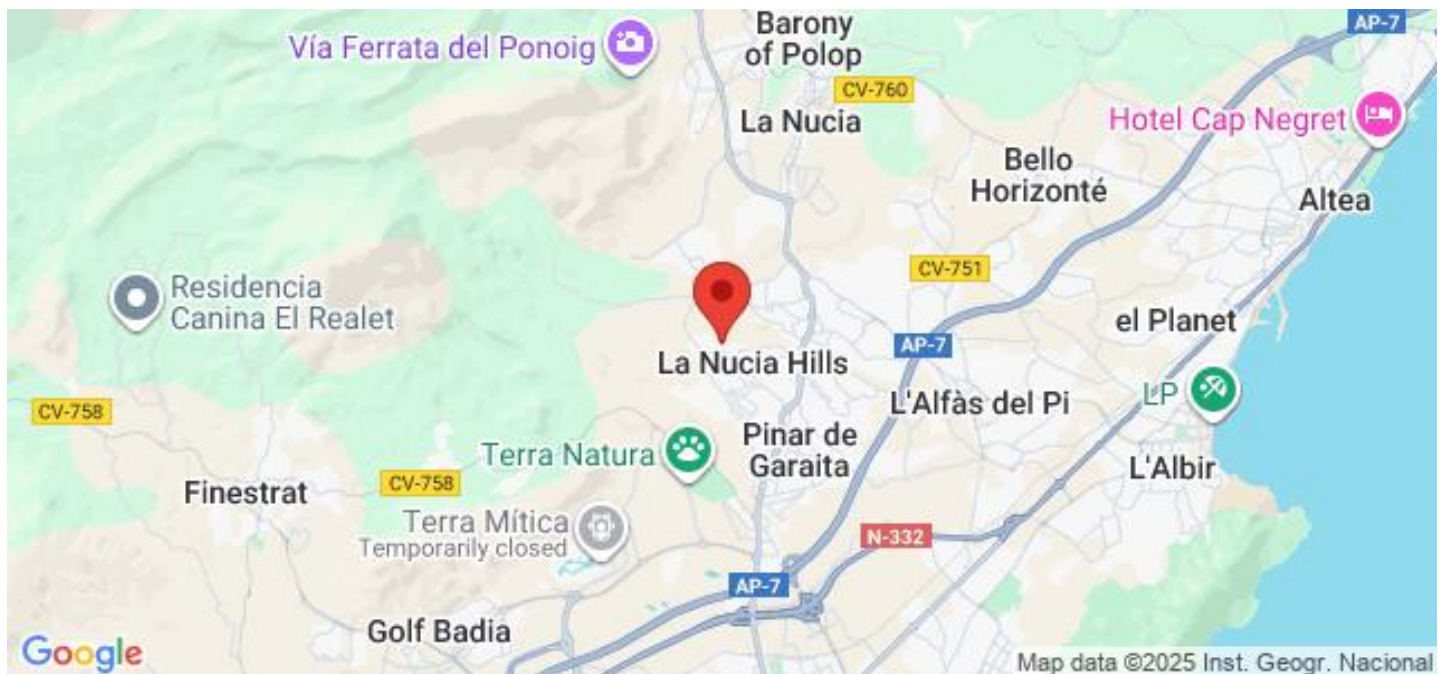 Barony
of Polop
AP-7
Vía Ferrata del Ponoig
CV-760
La Nucia
Hotel Cap Negret
Bello
Horizonté
Altea
CV-751
Residencia
Canina El Realet
el Planet
AP-7
La Nucia Hills
LP
L'Alfàs del Pi
CV-758
Pinar de
Garaita
Terra Natura
L'Albir
CV-758
Finestrat
Terra Mítica
Temporarily closed
N-332
AP-7
Golf Badia
Google
Map data ©2025 Inst. Geogr. Nacional